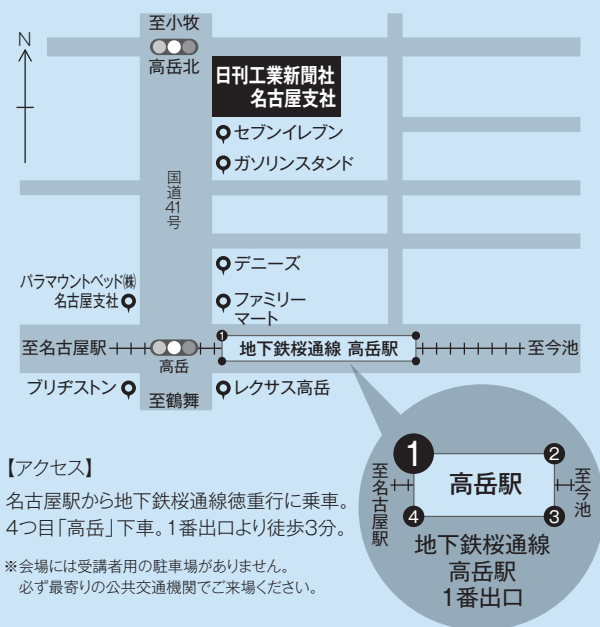 至小牧
N
高岳北
日刊工業新聞社
名古屋支社
セブンイレブン
ガソリンスタンド
国道41号
デニーズ
パラマウントベッド㈱
名古屋支社
ファミリー
マート
至名古屋駅
1
地下鉄桜通線 高岳駅
至今池
高岳
ブリヂストン
至鶴舞
レクサス高岳
【アクセス】
名古屋駅から地下鉄桜通線徳重行に乗車。
4つ目「高岳」下車。1番出口より徒歩3分。
※会場には受講者用の駐車場がありません。
必ず最寄りの公共交通機関でご来場ください。
1
2
至名古屋駅
高岳駅
至今池
4
3
地下鉄桜通線
高岳駅
1番出口